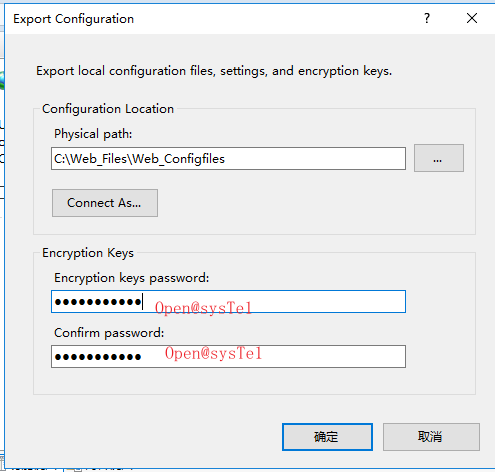 Export Configuration
Export local configuration files, settings, and encryption keys.
Configuration Location
Physical path:
C:\Web_Files\Web_Configfiles
...
Connect As...
Encryption Keys
Encryption keys password:
●●●●●●●●●●●
Open@sysTel
Confirm password:
●●●●●●●●●●●
Open@sysTel
确定
取消